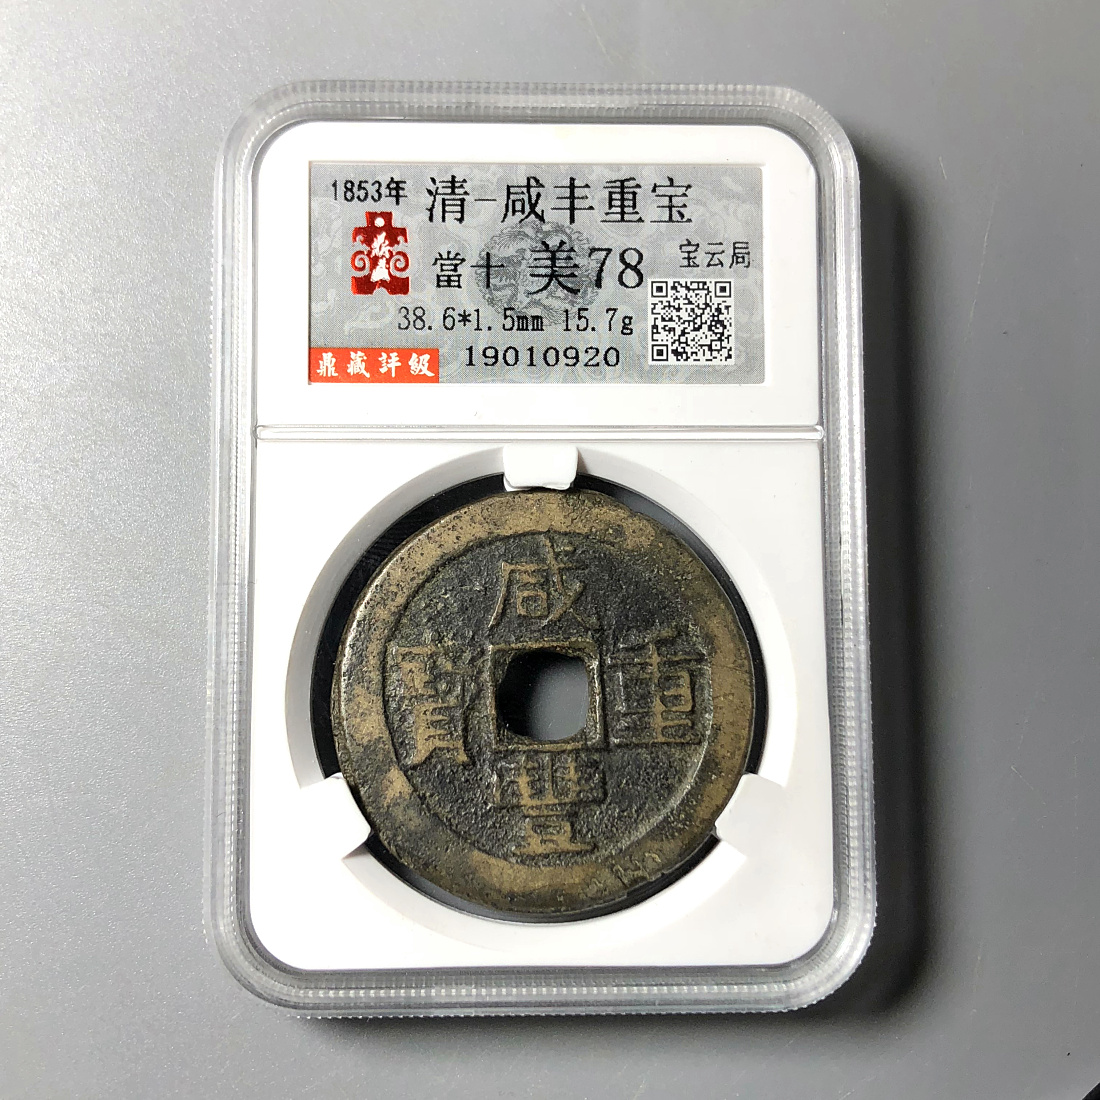 1853年 清-咸丰重宝
當十 美78 宝云局
38.6*1.5mm 15.7g
鼎藏評級 19010920
咸
寶 重
豐